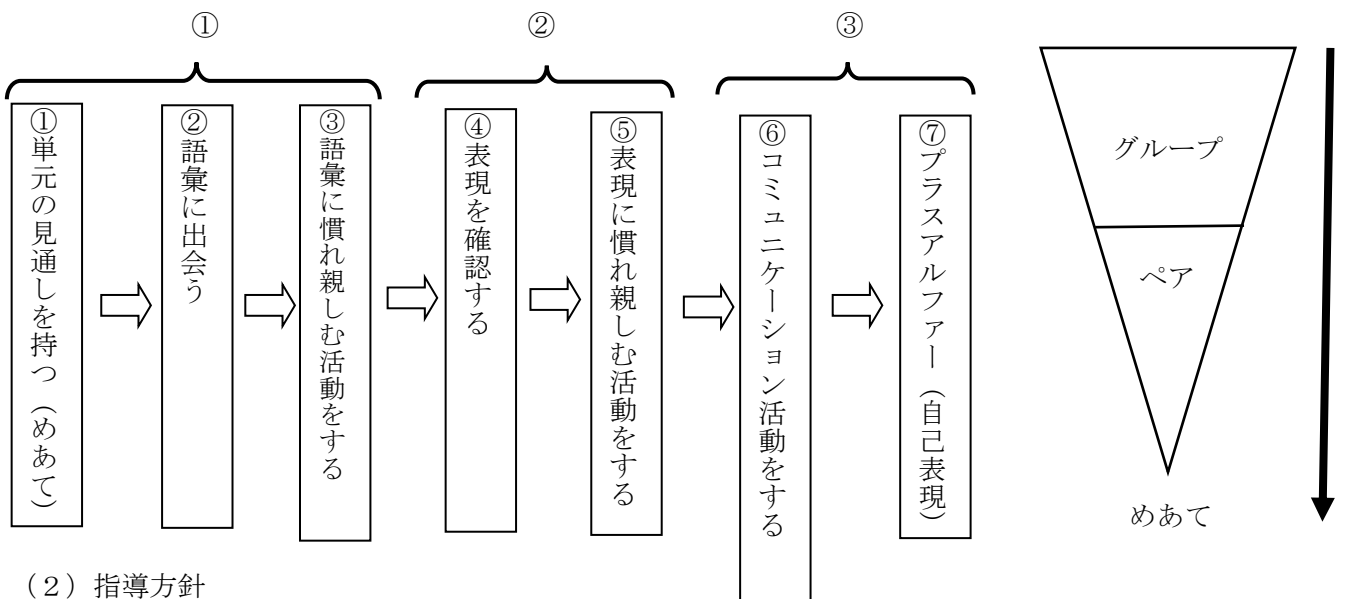 ①
②
③
①単元の見通しを持つ（めあて）
②語彙に出会う
③語彙に慣れ親しむ活動をする
④表現を確認する
⑤表現に慣れ親しむ活動をする
⑥コミュニケーション活動をする
⑦プラスアルファー（自己表現）
グループ
ペア
めあて
（２）指導方針